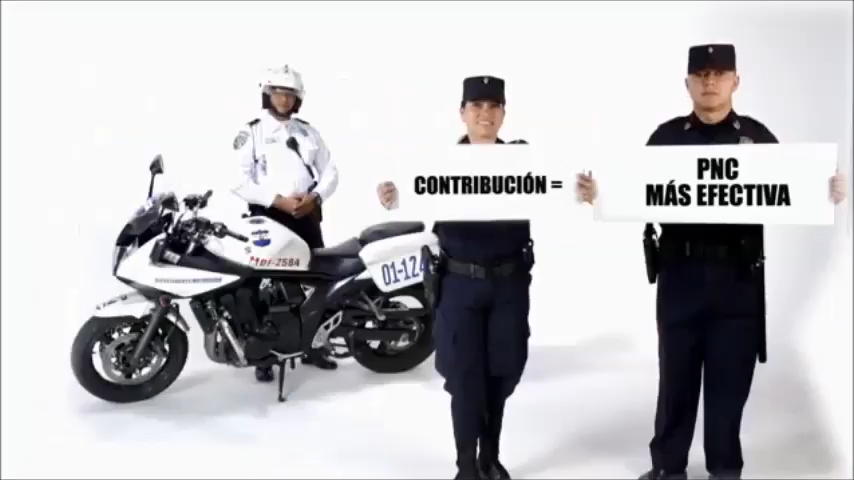 CONTRIBUCIÓN =
PNC
MÁS EFECTIVA
01-124